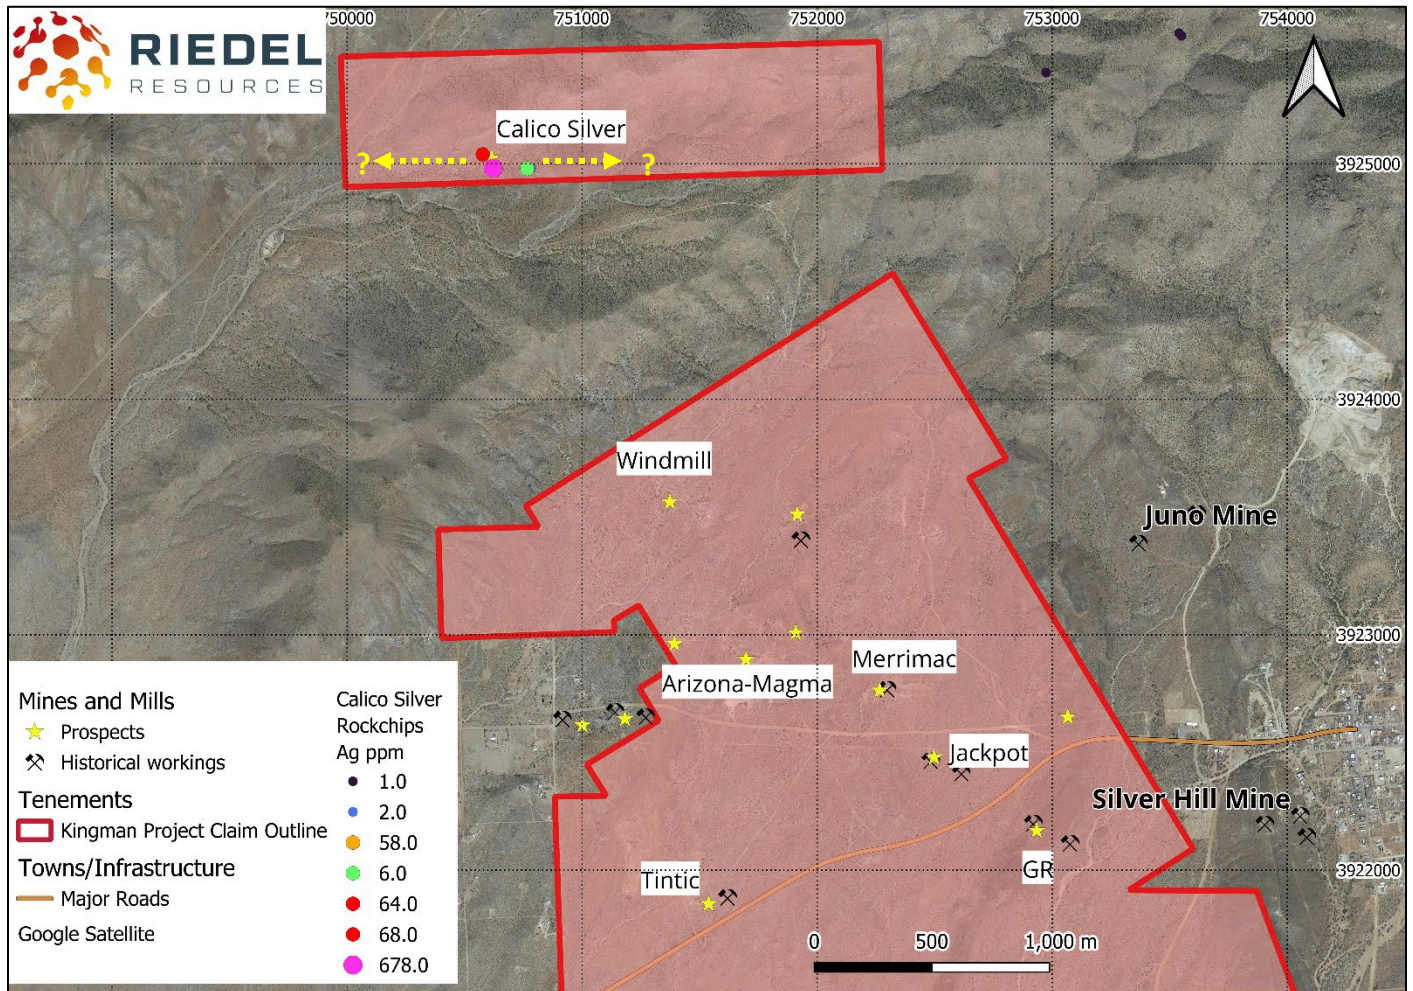 750000
751000
752000
753000
754000
RIEDEL
RESOURCES
Calico Silver
?
?
3925000
3924000
Windmill
Juno Mine
3923000
Merrimac
Arizona-Magma
Jackpot
Silver Hill Mine
GR
Tintic
3922000
Mines and Mills
Prospects
Historical workings
Tenements
Kingman Project Claim Outline
Towns/Infrastructure
Major Roads
Google Satellite
Calico Silver
Rockchips
Ag ppm
1.0
2.0
58.0
6.0
64.0
68.0
678.0
0 500 1,000 m